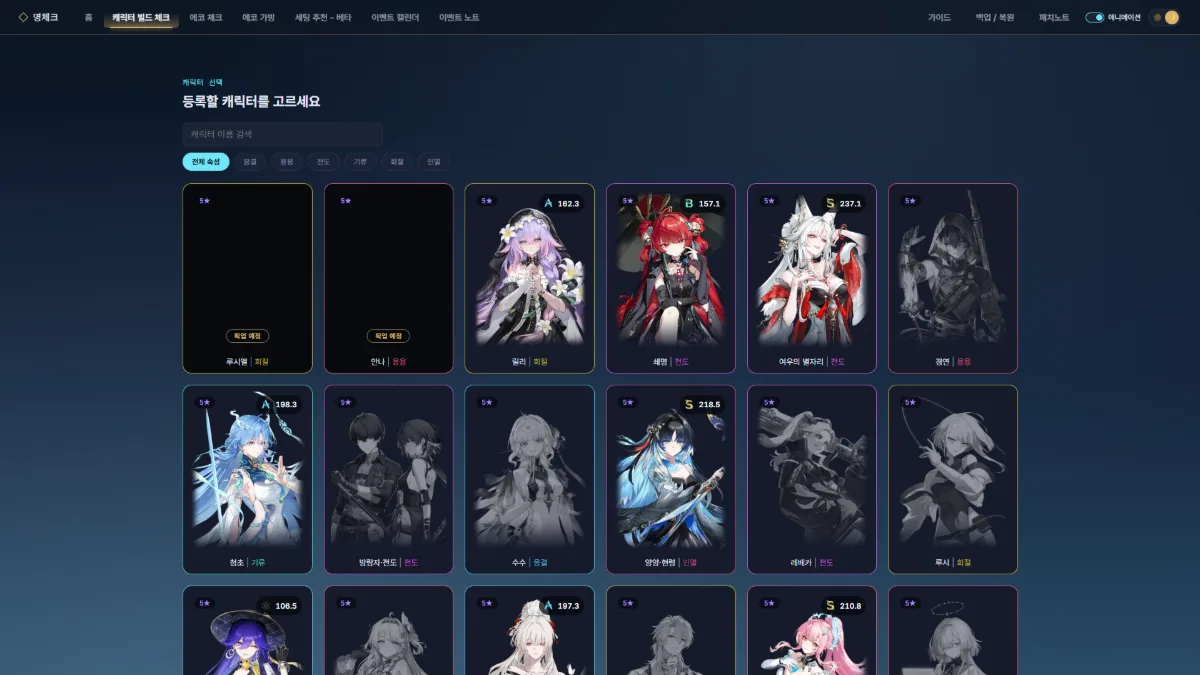 명체크 홈 캐릭터 빌드 체크 에코 체크 에코 가방 세팅 추천 - 베타 이벤트 캘린더 이벤트 노트 가이드 백업 / 복원 패치노트 애니메이션
캐릭터 선택
등록할 캐릭터를 고르세요
캐릭터 이름 검색
전체 속성 응결 용융 전도 기류 회절 인멸
5★ 5★ 5★ A 162.3 5★ B 157.1 5★ S 237.1 5★
픽업 예정 픽업 예정
루시엘 | 회절 안나 | 용융 릴리 | 회절 쇄명 | 전도 여우의 별자리 | 전도 경연 | 용융
5★ A 198.3 5★ 5★ 5★ S 218.5 5★ 5★
청초 | 기류 방랑자·전도 | 전도 수수 | 응결 양양·현령 | 인멸 레베카 | 전도 루시 | 회절
5★ 106.5 5★ 5★ A 197.3 5★ 5★ S 210.8 5★